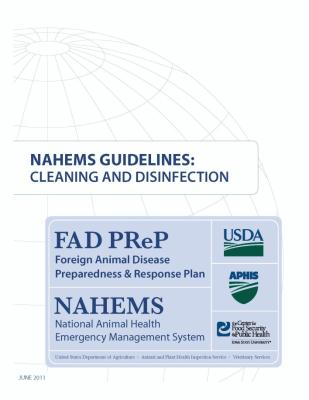 NAHEMS GUIDELINES:
CLEANING AND DISINFECTION
FAD PReP
Foreign Animal Disease
Preparedness & Response Plan
NAHEMS
National Animal Health
Emergency Management System
USDA
APHIS
The Center for
Food Security
& Public Health
IOWA STATE UNIVERSITY®
United States Department of Agriculture • Animal and Plant Health Inspection Service • Veterinary Services
JUNE 2011